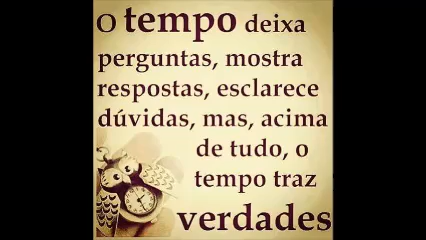 O tempo deixa
perguntas, mostra
respostas, esclarece
dúvidas, mas, acima
de tudo, o
tempo traz
verdades